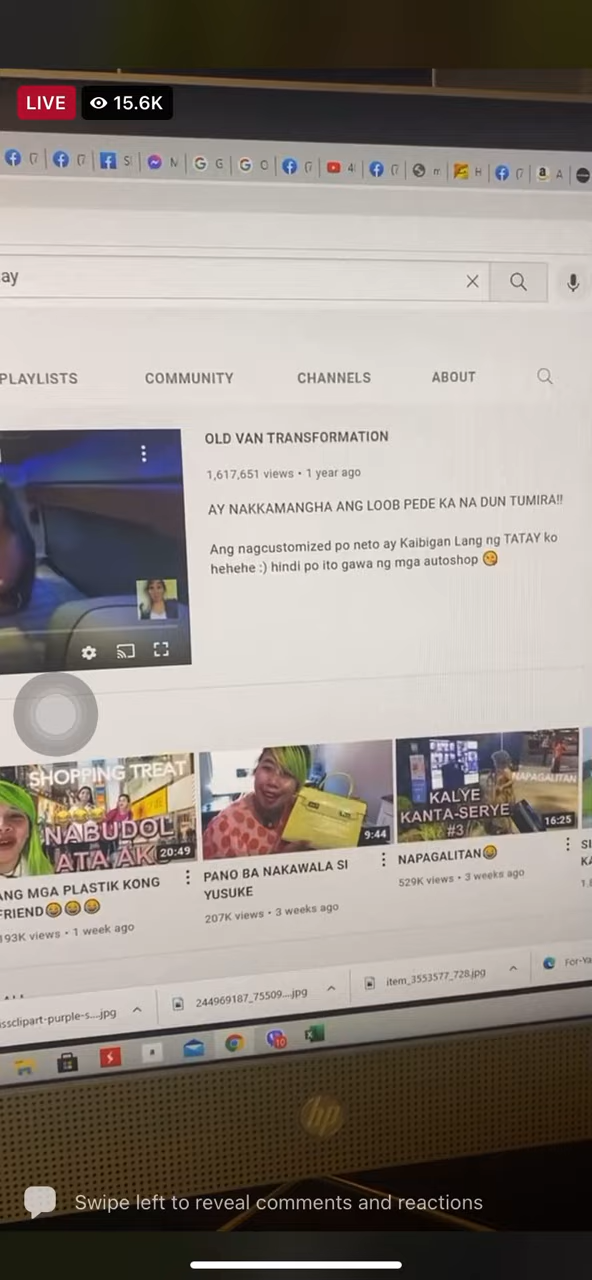 LIVE 15.6K
ay
PLAYLISTS COMMUNITY CHANNELS ABOUT
OLD VAN TRANSFORMATION
1,617,651 views • 1 year ago
AY NAKKAMANGHA ANG LOOB PEDE KA NA DUN TUMIRA!!
Ang nagcustomized po neto ay Kaibigan Lang ng TATAY ko
hehehe :) hindi po ito gawa ng mga autoshop 😘
SHOPPING TREAT
NABUDOL
ATA AK
20:49
9:44
NAPAGALITAN
KALYE
KANTA-SERYE
#3
16:25
ANG MGA PLASTIK KONG
FRIEND😂😂😂
193K views • 1 week ago
PANO BA NAKAWALA SI
YUSUKE
207K views • 3 weeks ago
NAPAGALITAN😂
529K views • 3 weeks ago
ssclipart-purple-s....jpg
244969187_75509....jpg
item_3553577_728.jpg
For-Ya
10
hp
Swipe left to reveal comments and reactions